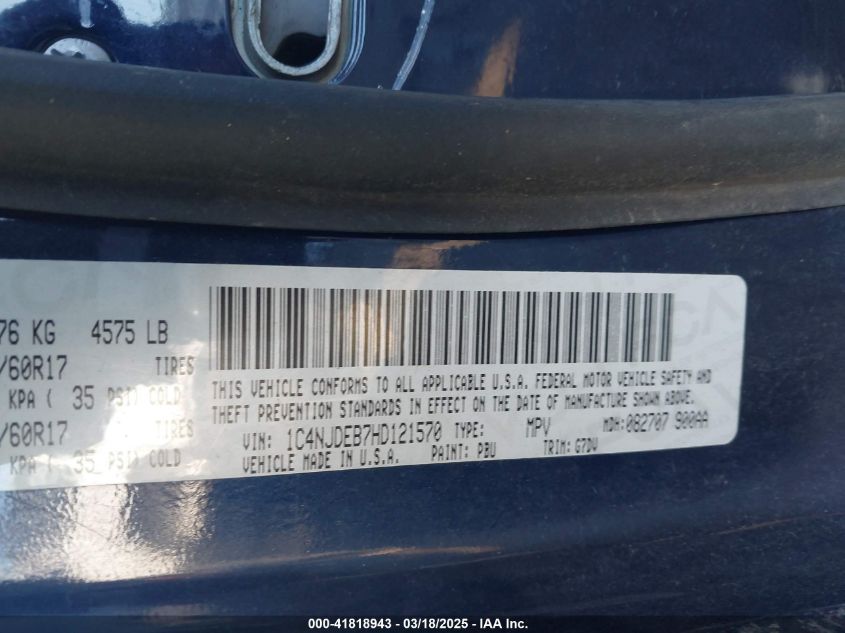 76 KG 4575 LB
/60R17 TIRES
KPA ( 35 PSI) COLD
/60R17 TIRES
KPA ( 35 PSI) COLD
THIS VEHICLE CONFORMS TO ALL APPLICABLE U.S.A. FEDERAL MOTOR VEHICLE SAFETY AND
THEFT PREVENTION STANDARDS IN EFFECT ON THE DATE OF MANUFACTURE SHOWN ABOVE.
VIN: 1C4NJDEB7HD121570 TYPE: MPV MDH: 082707 900AA
VEHICLE MADE IN U.S.A. PAINT: PBU TRIM: G7DV
000-41818943 - 03/18/2025 - IAA Inc.